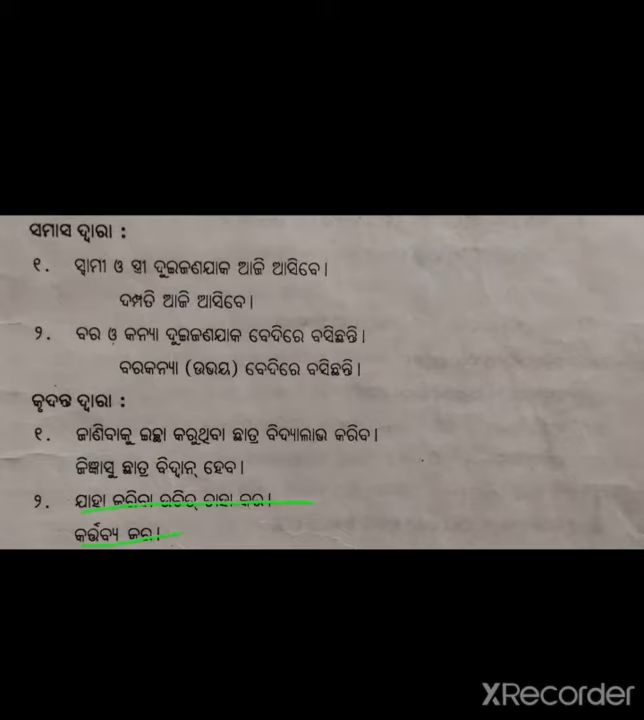 ସମାସ ଦ୍ଵାରା :
୧. ସ୍ଵାମୀ ଓ ସ୍ତ୍ରୀ ଦୁଇଜଣଯାକ ଆଜି ଆସିବେ।
ଦମ୍ପତି ଆଜି ଆସିବେ।
୨. ବର ଓ କନ୍ୟା ଦୁଇଜଣଯାକ ବେଦିରେ ବସିଛନ୍ତି।
ବରକନ୍ୟା (ଉଭୟ) ବେଦିରେ ବସିଛନ୍ତି।
କୃଦନ୍ତ ଦ୍ଵାରା :
୧. ଜାଣିବାକୁ ଇଚ୍ଛା କରୁଥିବା ଛାତ୍ର ବିଦ୍ୟାଲାଭ କରିବ।
ଜିଜ୍ଞାସୁ ଛାତ୍ର ବିଦ୍ଵାନ୍ ହେବ।
୨. ଯାହା କରିବା ଉଚିତ୍ ତାହା କର।
କର୍ତ୍ତବ୍ୟ କର।
XRecorder